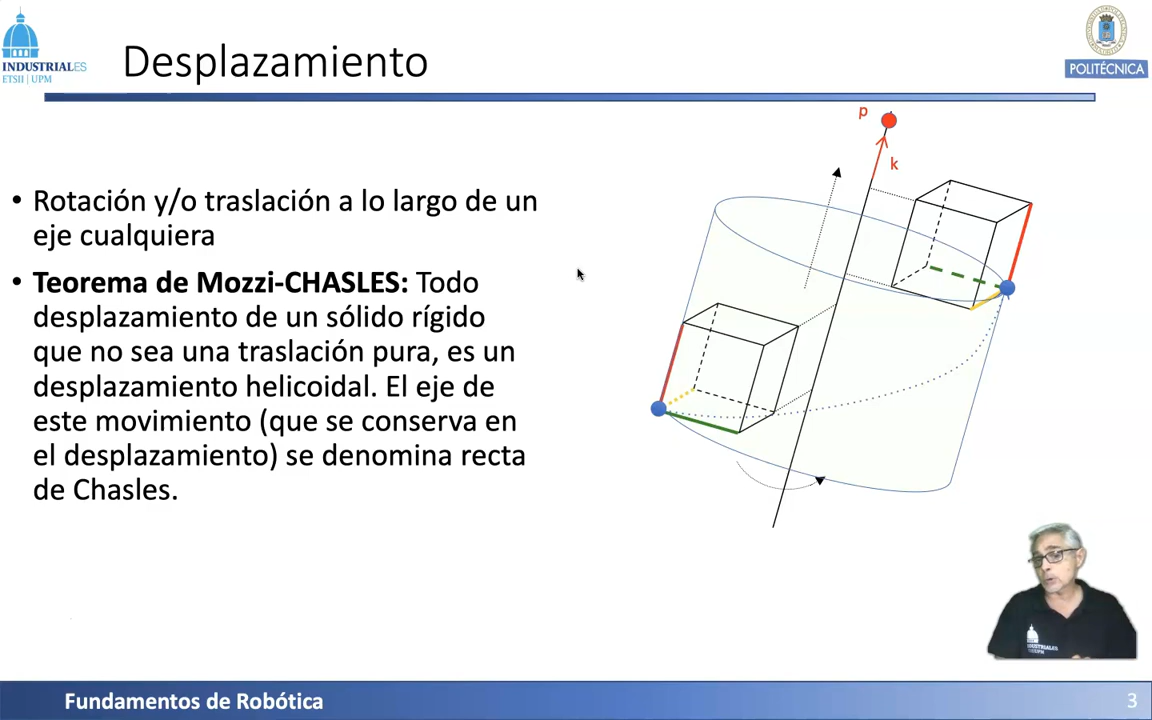 INDUSTRIALES
ETSII | UPM
Desplazamiento
POLITÉCNICA
• Rotación y/o traslación a lo largo de un
eje cualquiera
• Teorema de Mozzi-CHASLES: Todo
desplazamiento de un sólido rígido
que no sea una traslación pura, es un
desplazamiento helicoidal. El eje de
este movimiento (que se conserva en
el desplazamiento) se denomina recta
de Chasles.
p
k
Fundamentos de Robótica
3